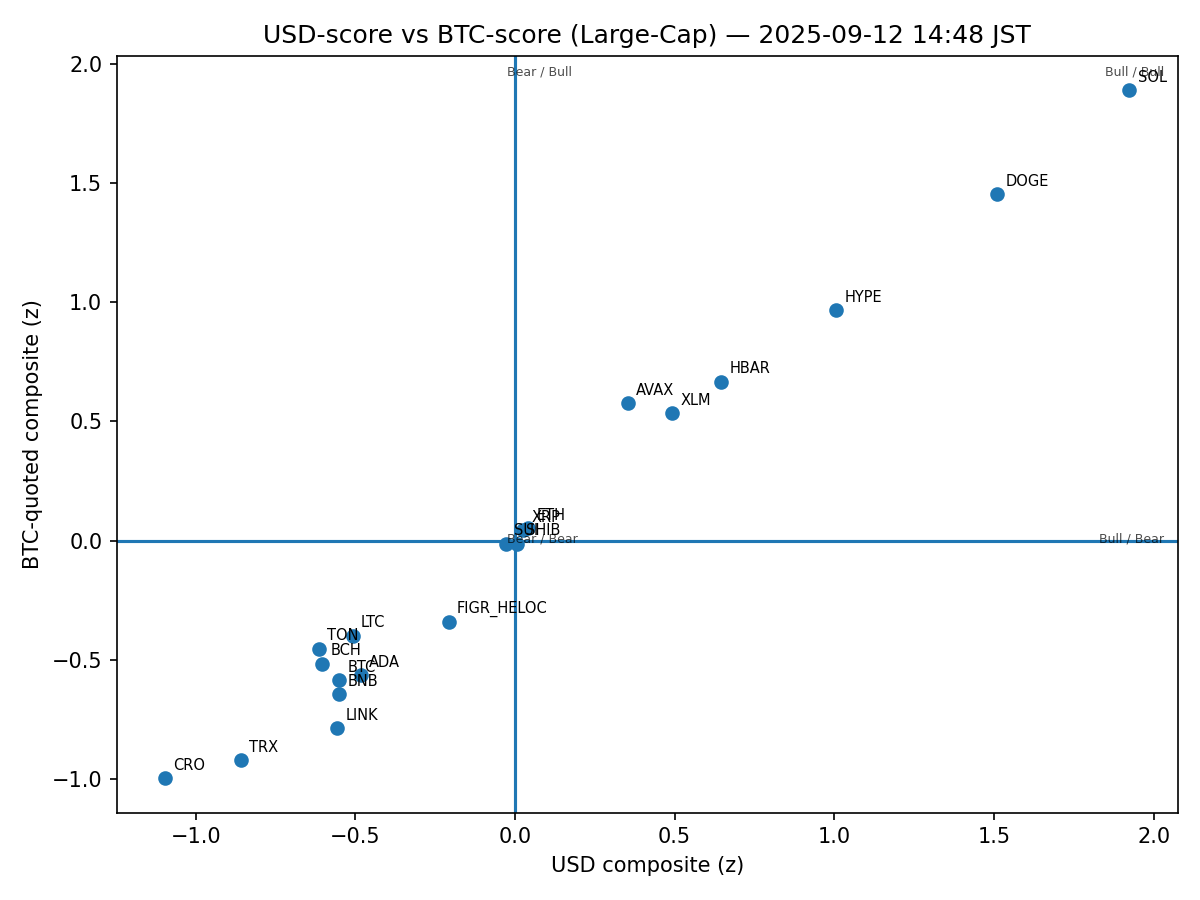 USD-score vs BTC-score (Large-Cap) — 2025-09-12 14:48 JST
2.0
Bear / Bull
Bull / Bull
SOL
1.5
DOGE
1.0
HYPE
HBAR
AVAX
XLM
0.5
XRP
ETH
SUI
SHIB
0.0
Bear / Bear
Bull / Bear
FIGR_HELOC
LTC
TON
BCH
−0.5
ADA
BTC
BNB
LINK
TRX
CRO
−1.0
−1.0
−0.5
0.0
0.5
1.0
1.5
2.0
USD composite (z)
BTC-quoted composite (z)